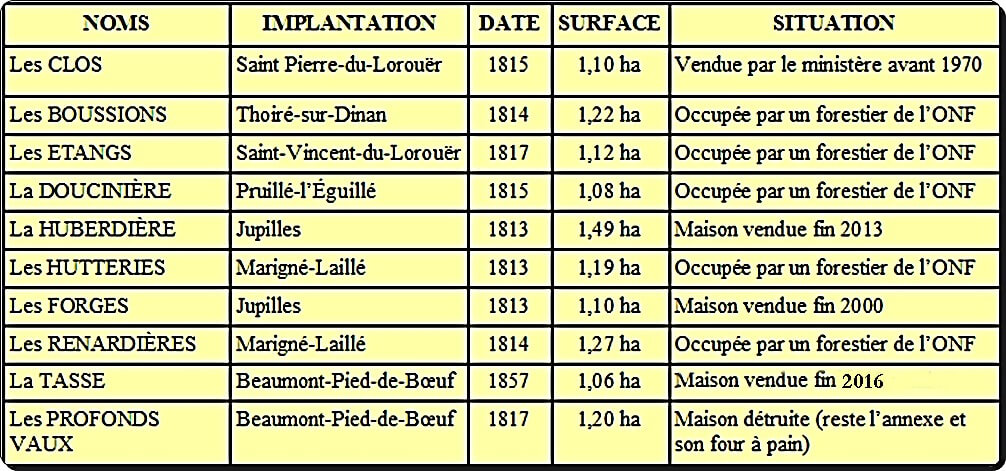 NOMS IMPLANTATION DATE SURFACE SITUATION
Les CLOS Saint Pierre-du-Lorouër 1815 1,10 ha Vendue par le ministère avant 1970
Les BOUSSIONS Thoiré-sur-Dinan 1814 1,22 ha Occupée par un forestier de l'ONF
Les ETANGS Saint-Vincent-du-Lorouër 1817 1,12 ha Occupée par un forestier de l'ONF
La DOUCINIÈRE Pruillé-l'Éguillé 1815 1,08 ha Occupée par un forestier de l'ONF
La HUBERDIÈRE Jupilles 1813 1,49 ha Maison vendue fin 2013
Les HUTTERIES Marigné-Laillé 1813 1,19 ha Occupée par un forestier de l'ONF
Les FORGES Jupilles 1813 1,10 ha Maison vendue fin 2000
Les RENARDIÈRES Marigné-Laillé 1814 1,27 ha Occupée par un forestier de l'ONF
La TASSE Beaumont-Pied-de-Bœuf 1857 1,06 ha Maison vendue fin 2016
Les PROFONDS Beaumont-Pied-de-Bœuf 1817 1,20 ha Maison détruite (reste l'annexe et
VAUX son four à pain)